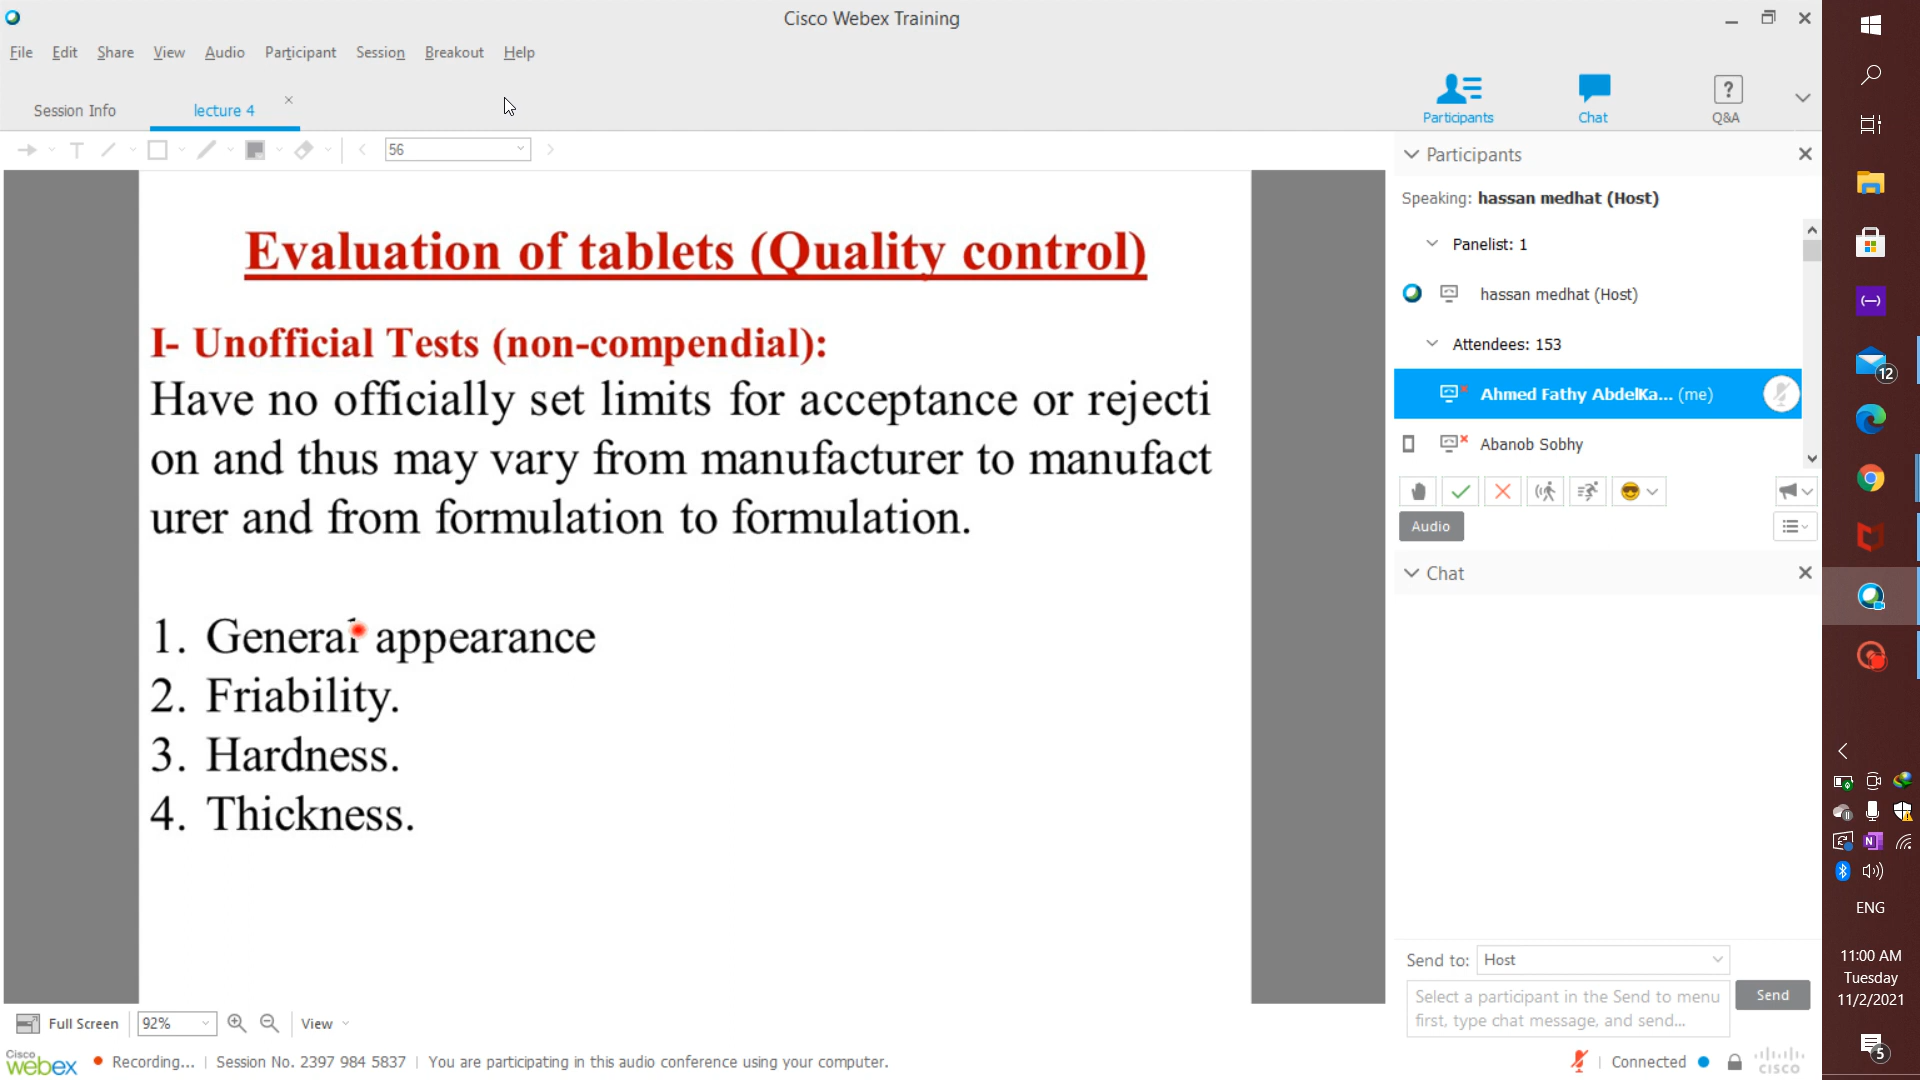 Cisco Webex Training
File Edit Share View Audio Participant Session Breakout Help
Session Info
lecture 4
Participants
Chat
?
Q&A
T
56
Evaluation of tablets (Quality control)
I- Unofficial Tests (non-compendial):
Have no officially set limits for acceptance or rejecti
on and thus may vary from manufacturer to manufact
urer and from formulation to formulation.
1. General appearance
2. Friability.
3. Hardness.
4. Thickness.
Participants
Speaking: hassan medhat (Host)
Panelist: 1
hassan medhat (Host)
Attendees: 153
Ahmed Fathy AbdelKa... (me)
Abanob Sobhy
Audio
Chat
Send to: Host
Select a participant in the Send to menu
first, type chat message, and send...
Send
Full Screen
92%
View
Cisco
webex
Recording...
Session No. 2397 984 5837
You are participating in this audio conference using your computer.
Connected
CISCO
12
N
ENG
11:00 AM
Tuesday
11/2/2021
5